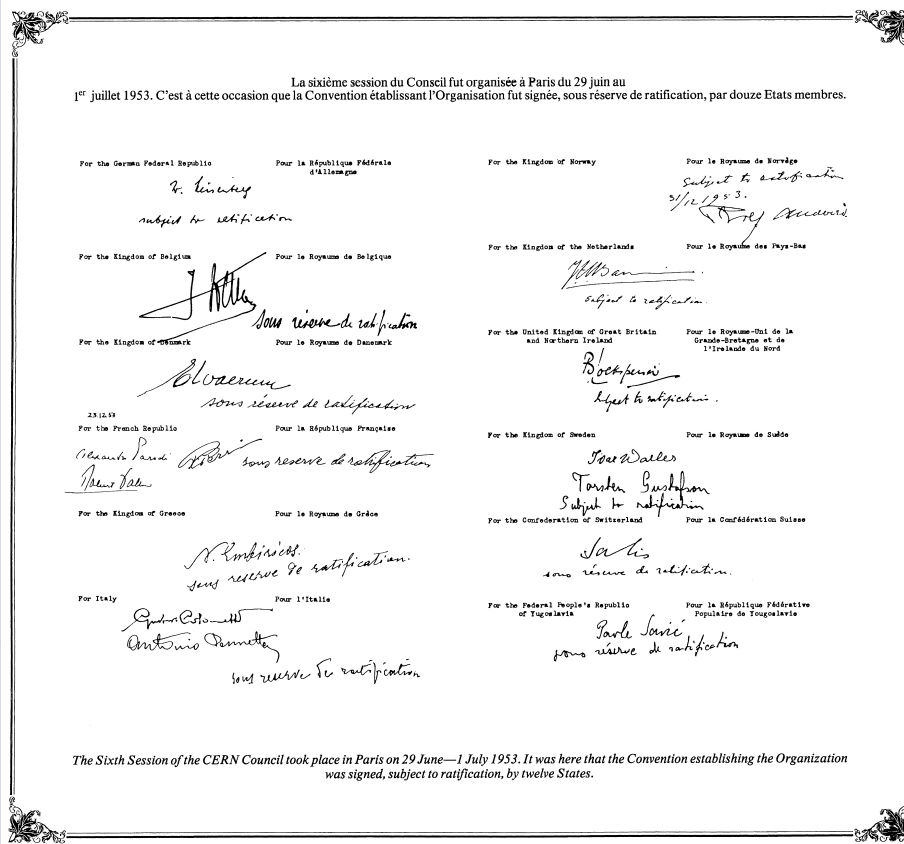 La sixième session du Conseil fut organisée à Paris du 29 juin au
1er juillet 1953. C'est à cette occasion que la Convention établissant l'Organisation fut signée, sous réserve de ratification, par douze Etats membres.
For the German Federal Republic Pour la République Fédérale
d'Allemagne
W. Heisenberg
subject to ratification
For the Kingdom of Belgium Pour le Royaume de Belgique
sous réserve de ratification
For the Kingdom of Denmark Pour le Royaume de Danemark
sous réserve de ratification
23.12.53
For the French Republic Pour la République Française
Alexandre Parodi sous reserve de ratification
For the Kingdom of Greece Pour le Royaume de Grèce
N. Embiricos.
sous reserve de ratification.
For Italy Pour l'Italie
Antonio Pennetta
sous reserve de ratification
For the Kingdom of Norway Pour le Royaume de Norvège
Subject to ratification
31/12 1953.
For the Kingdom of the Netherlands Pour le Royaume des Pays-Bas
subject to ratification.
For the United Kingdom of Great Britain Pour le Royaume-Uni de la
and Northern Ireland Grande-Bretagne et de
l'Irelande du Nord
Subject to ratification.
For the Kingdom of Sweden Pour le Royaume de Suède
Ivar Waller
Torsten Gustafson
Subject to ratification
For the Confederation of Switzerland Pour la Confédération Suisse
Salis
sous réserve de ratification.
For the Federal People's Republic Pour la République Fédérative
of Yugoslavia Populaire de Yougoslavie
Pavle Savić
sous réserve de ratification
The Sixth Session of the CERN Council took place in Paris on 29 June—1 July 1953. It was here that the Convention establishing the Organization
was signed, subject to ratification, by twelve States.